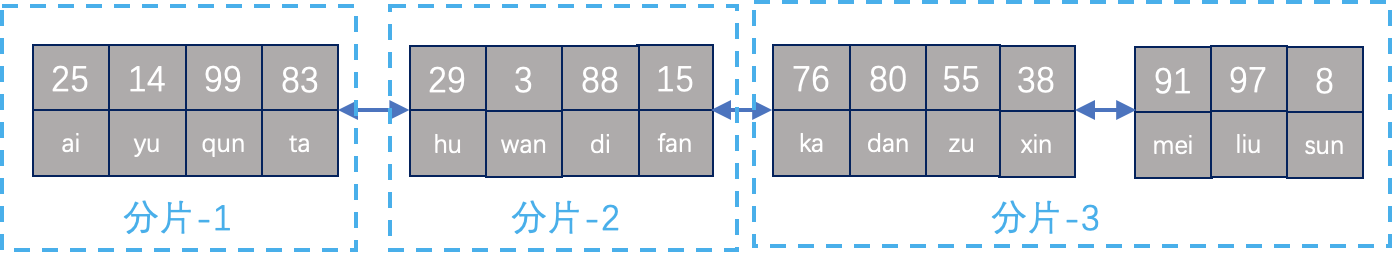 25 14 99 83 29 3 88 15 76 80 55 38 91 97 8
ai yu qun ta hu wan di fan ka dan zu xin mei liu sun
分片-1 分片-2 分片-3